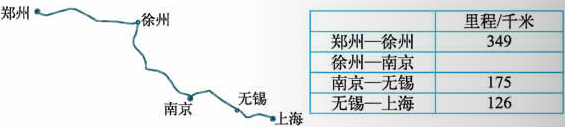 郑州
徐州
南京
无锡
上海
里程/千米
郑州—徐州 349
徐州—南京
南京—无锡 175
无锡—上海 126